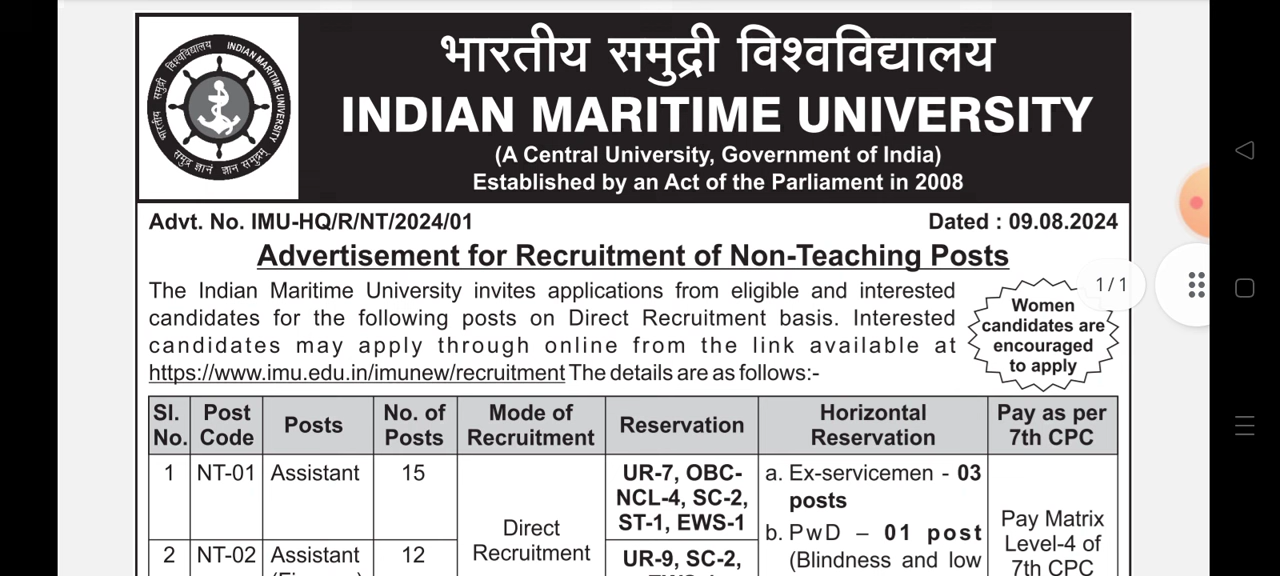 भारतीय समुद्री विश्वविद्यालय
INDIAN MARITIME UNIVERSITY
(A Central University, Government of India)
Established by an Act of the Parliament in 2008
भारतीय समुद्री विश्वविद्यालय INDIAN MARITIME UNIVERSITY
Advt. No. IMU-HQ/R/NT/2024/01 Dated : 09.08.2024
Advertisement for Recruitment of Non-Teaching Posts
The Indian Maritime University invites applications from eligible and interested
candidates for the following posts on Direct Recruitment basis. Interested
candidates may apply through online from the link available at
https://www.imu.edu.in/imunew/recruitment The details are as follows:-
1 / 1
Women
candidates are
encouraged
to apply
Sl. No. Post Code Posts No. of Posts Mode of Recruitment Reservation Horizontal Reservation Pay as per 7th CPC
1 NT-01 Assistant 15
UR-7, OBC-
NCL-4, SC-2,
ST-1, EWS-1
2 NT-02 Assistant 12
UR-9, SC-2,
Direct
Recruitment
a. Ex-servicemen - 03
posts
b. PwD – 01 post
(Blindness and low
Pay Matrix
Level-4 of
7th CPC